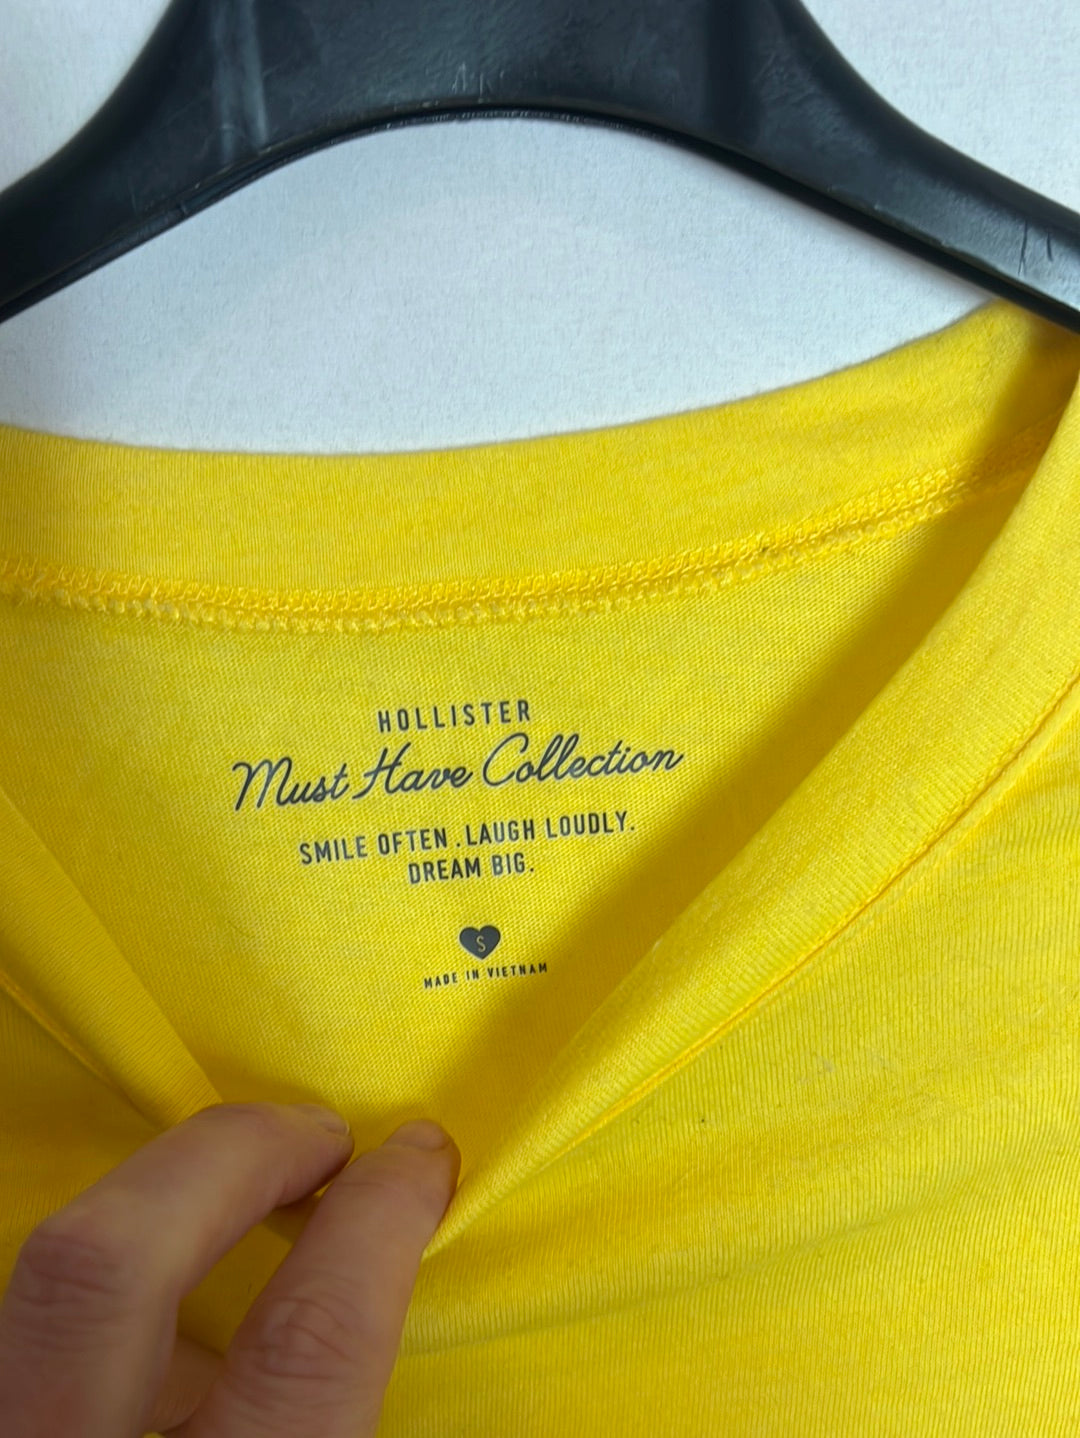 HOLLISTER
Must Have Collection
SMILE OFTEN. LAUGH LOUDLY.
DREAM BIG.
S
MADE IN VIETNAM